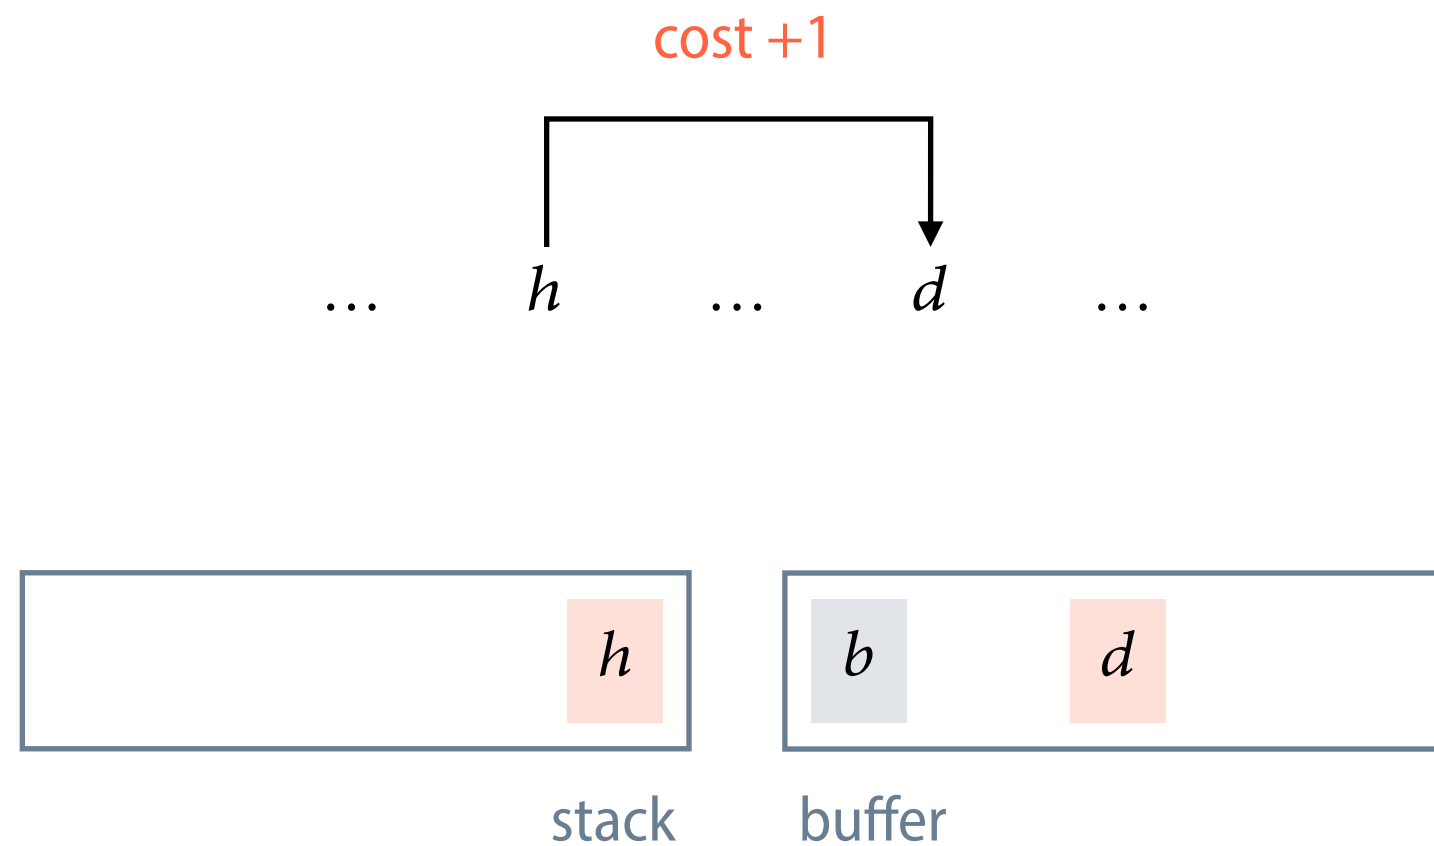 cost +1
… h … d …
h b d
stack buffer